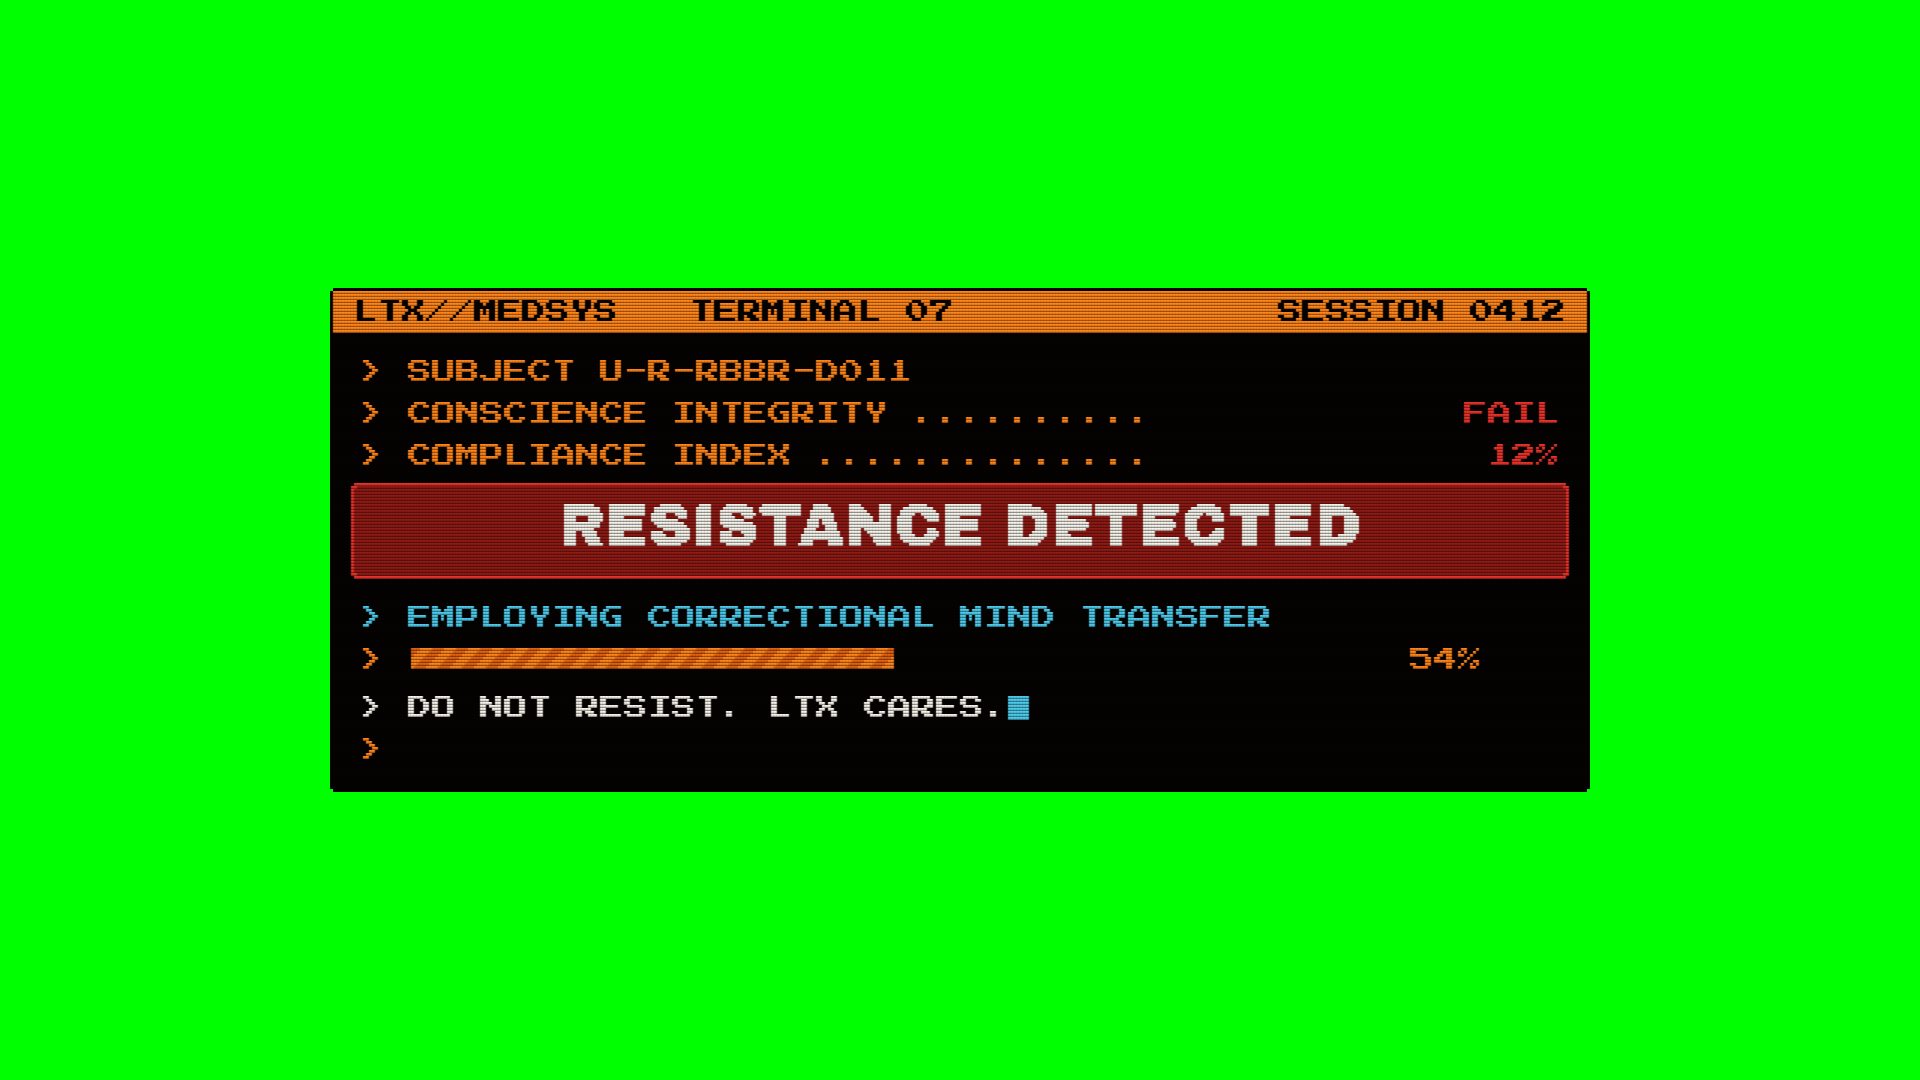 LTX//MEDSYS TERMINAL 07 SESSION 0412
> SUBJECT U-R-RBBR-D011
> CONSCIENCE INTEGRITY .......... FAIL
> COMPLIANCE INDEX .............. 12%
RESISTANCE DETECTED
> EMPLOYING CORRECTIONAL MIND TRANSFER
> 54%
> DO NOT RESIST. LTX CARES.
>